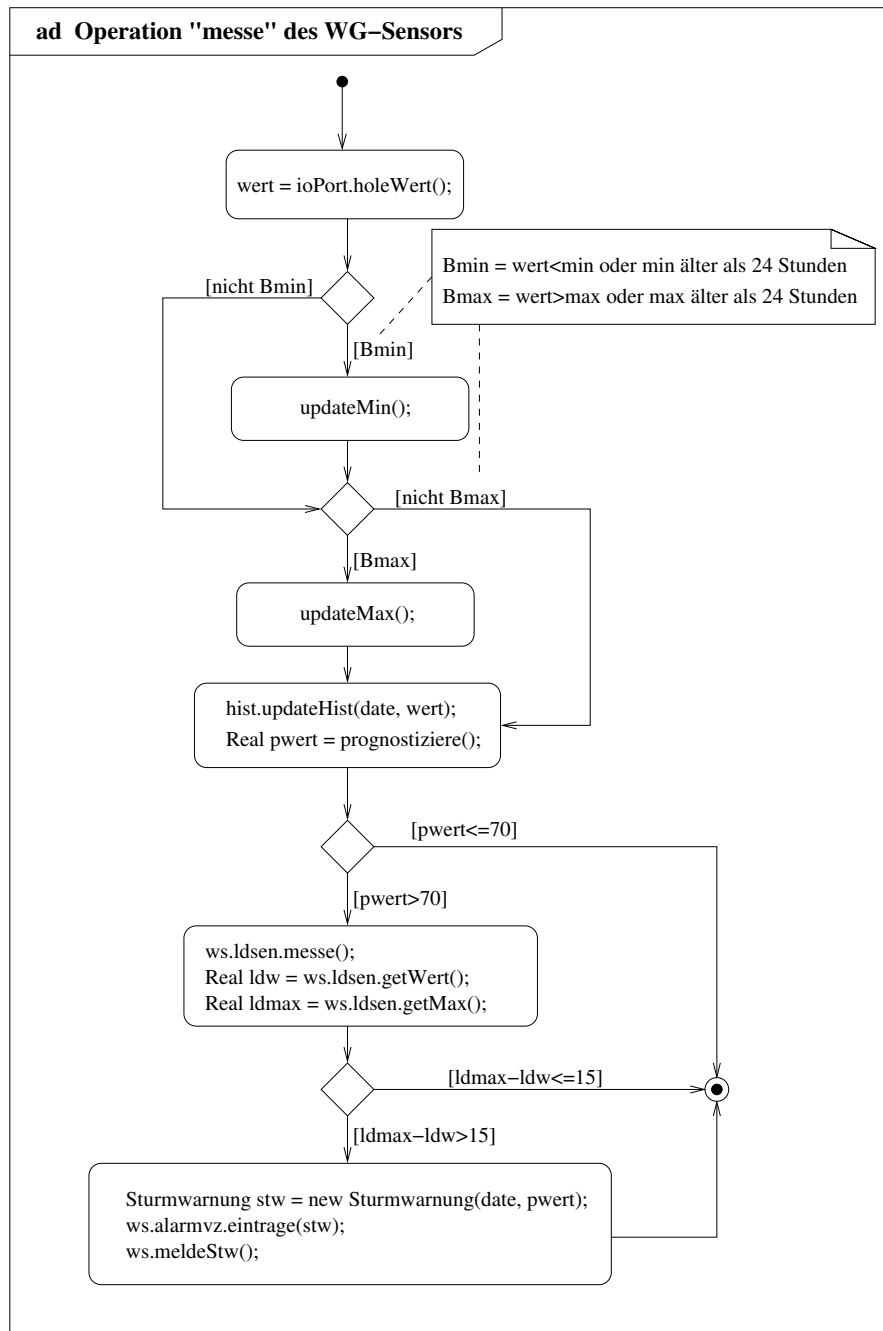 ad  Operation "messe" des WG−Sensors
wert = ioPort.holeWert();
Bmin = wert<min oder min älter als 24 Stunden
Bmax = wert>max oder max älter als 24 Stunden
[nicht Bmin]
[Bmin]
updateMin();
[nicht Bmax]
[Bmax]
updateMax();
hist.updateHist(date, wert);
Real pwert = prognostiziere();
[pwert<=70]
[pwert>70]
ws.ldsen.messe();
Real ldw = ws.ldsen.getWert();
Real ldmax = ws.ldsen.getMax();
[ldmax−ldw<=15]
[ldmax−ldw>15]
Sturmwarnung stw = new Sturmwarnung(date, pwert);
ws.alarmvz.eintrage(stw);
ws.meldeStw();